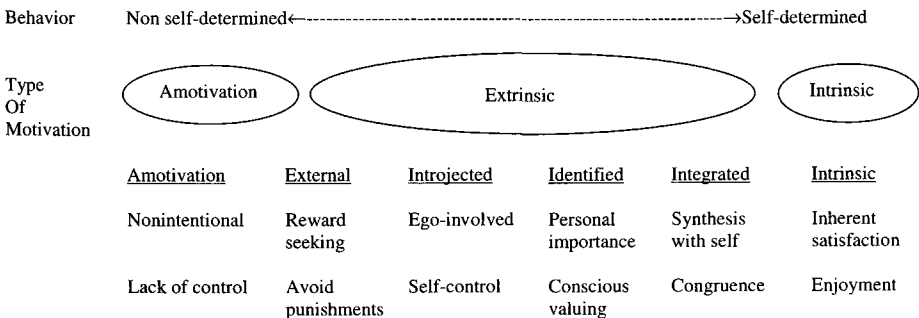 Behavior Non self-determined ←------→ Self-determined
Type
Of
Motivation
Amotivation Extrinsic Intrinsic
Amotivation External Introjected Identified Integrated Intrinsic
Nonintentional Reward Ego-involved Personal Synthesis Inherent
seeking importance with self satisfaction
Lack of control Avoid Self-control Conscious Congruence Enjoyment
punishments valuing